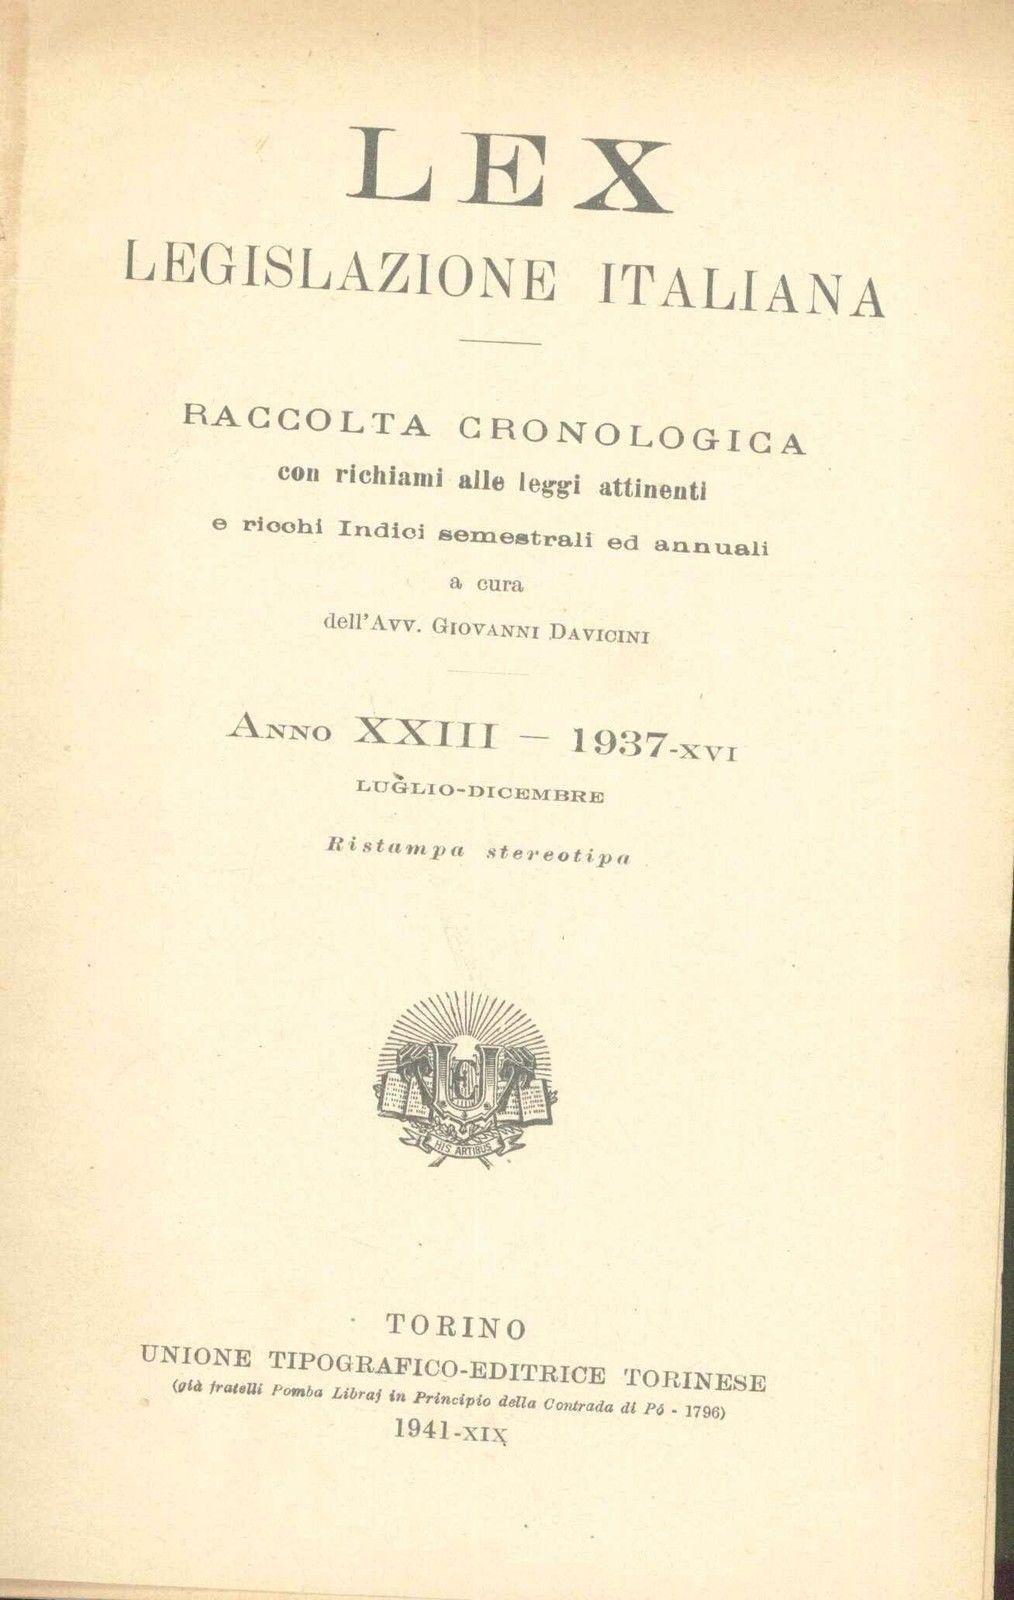 LEX
LEGISLAZIONE ITALIANA
RACCOLTA CRONOLOGICA
con richiami alle leggi attinenti
e ricchi Indici semestrali ed annuali
a cura
dell'Avv. GIOVANNI DAVICINI
ANNO XXIII — 1937-XVI
LUGLIO-DICEMBRE
Ristampa stereotipa
HIS ARTIBUS
TORINO
UNIONE TIPOGRAFICO-EDITRICE TORINESE
(già fratelli Pomba Libraj in Principio della Contrada di Pó - 1796)
1941-XIX